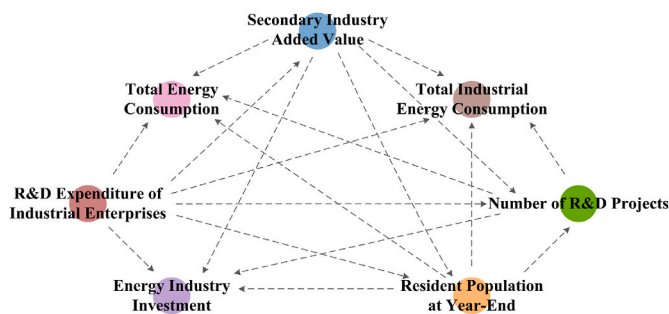 Secondary Industry
Added Value
Total Energy
Consumption
Total Industrial
Energy Consumption
R&D Expenditure of
Industrial Enterprises
Number of R&D Projects
Energy Industry
Investment
Resident Population
at Year-End